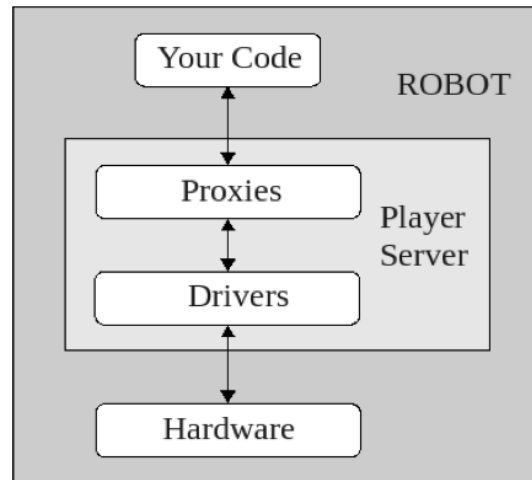 Your Code
ROBOT
Proxies
Player
Server
Drivers
Hardware